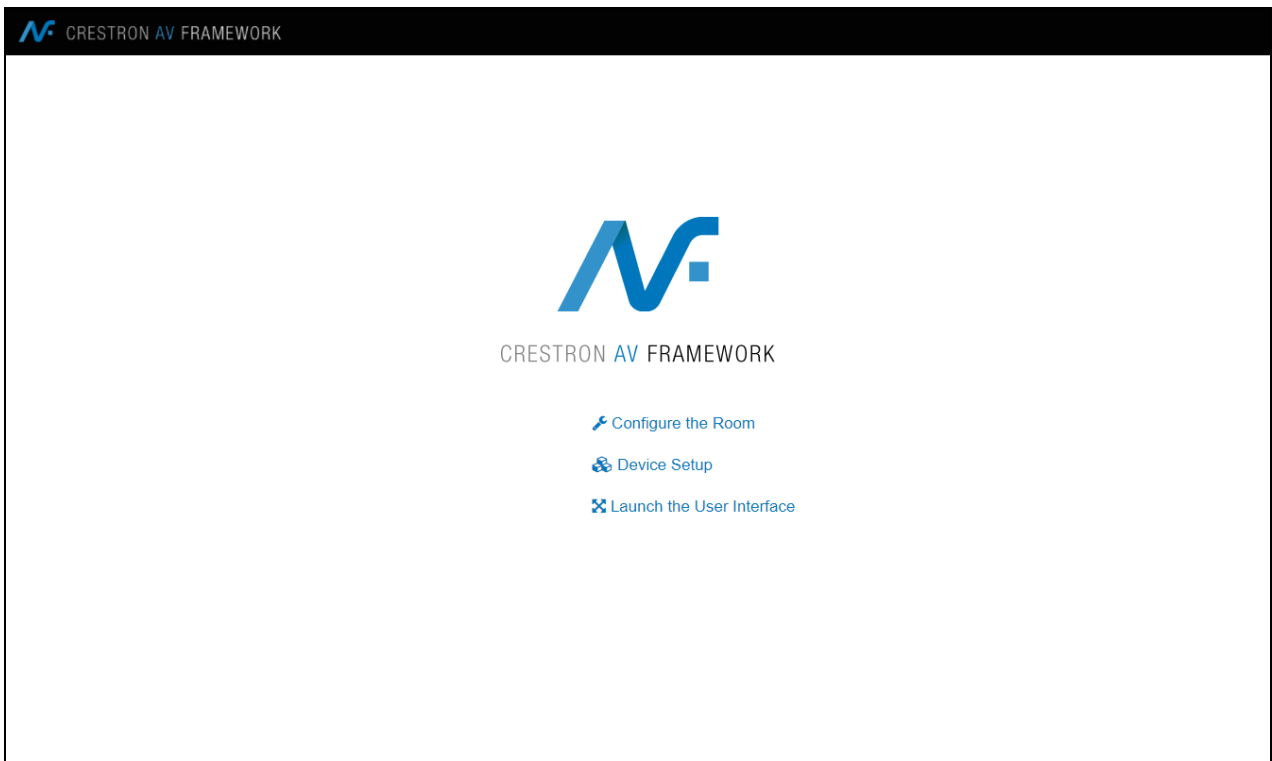 CRESTRON AV FRAMEWORK
CRESTRON AV FRAMEWORK
Configure the Room
Device Setup
Launch the User Interface